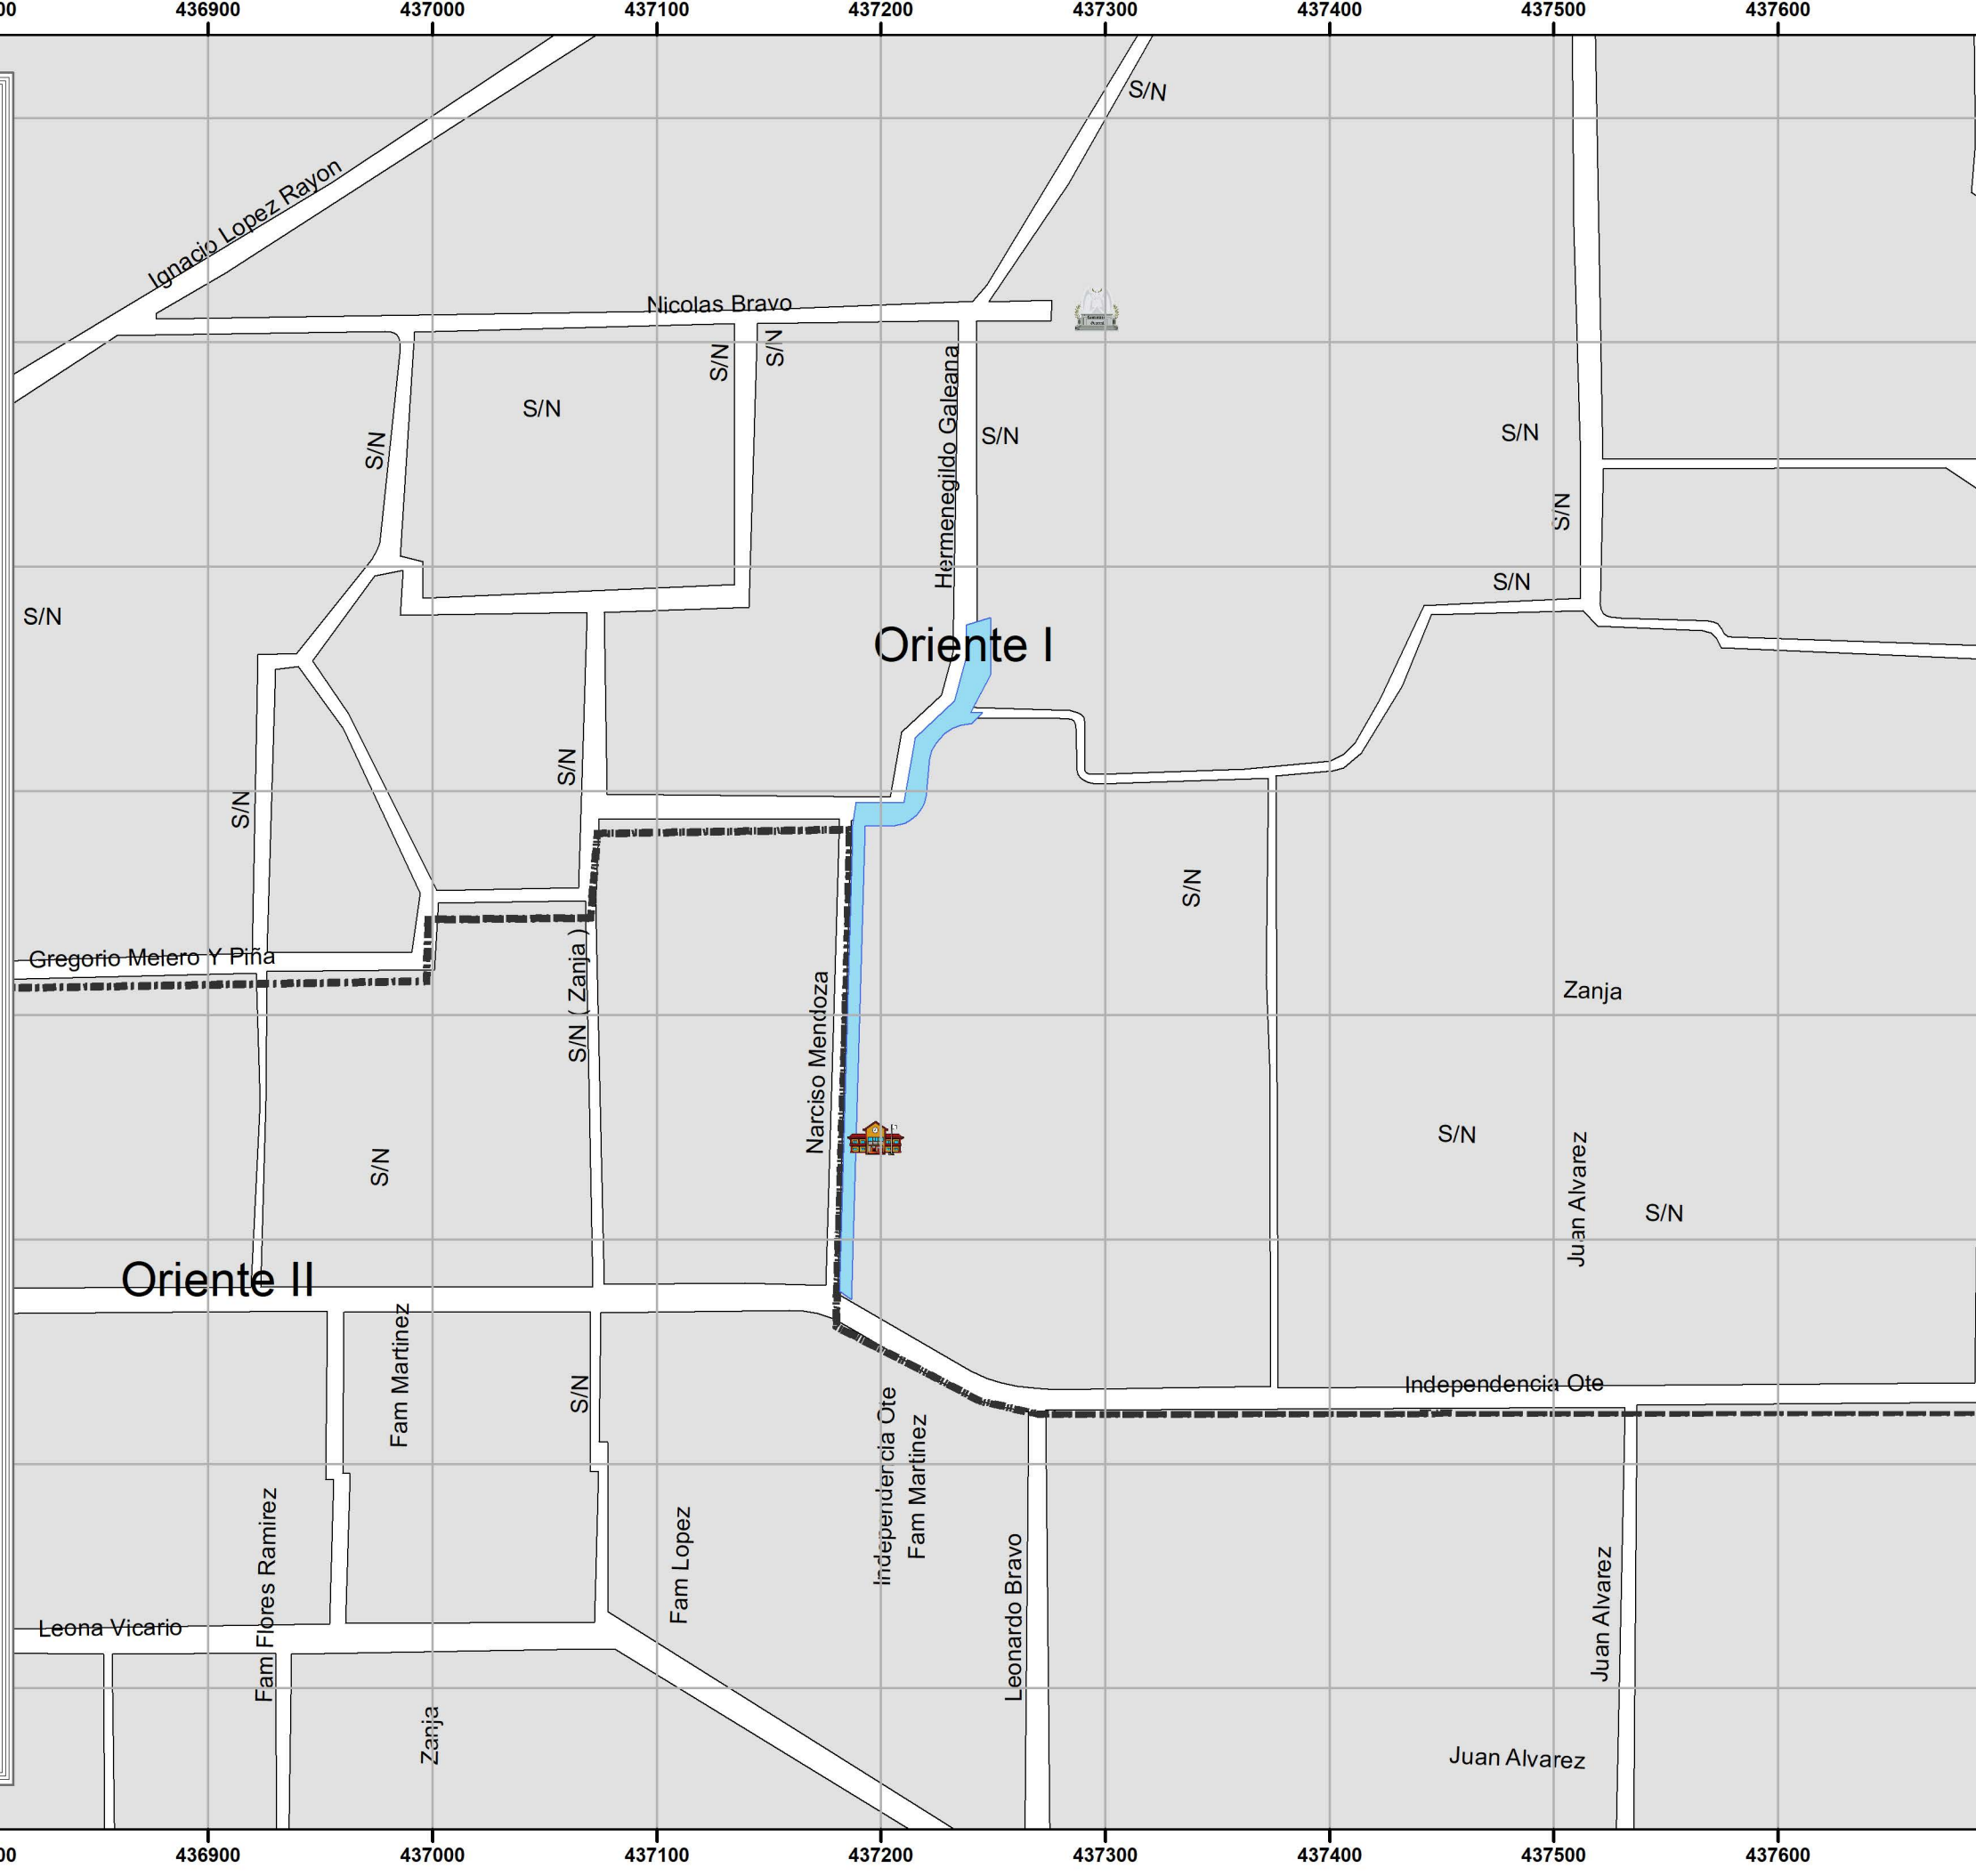 00 436900 437000 437100 437200 437300 437400 437500 437600
S/N
Ignacio Lopez Rayon
Nicolas Bravo
S/N
S/N
S/N
S/N
Hermenegildo Galeana
S/N
S/N
S/N
S/N
S/N
Oriente I
S/N
S/N
S/N
Gregorio Melero Y Piña
S/N ( Zanja )
Narciso Mendoza
Zanja
S/N
S/N
Juan Alvarez
S/N
Oriente II
Fam Martinez
S/N
Independencia Ote
Independencia Ote
Fam Martinez
Fam Flores Ramirez
Fam Lopez
Leonardo Bravo
Juan Alvarez
Leona Vicario
Zanja
Juan Alvarez
00 436900 437000 437100 437200 437300 437400 437500 437600